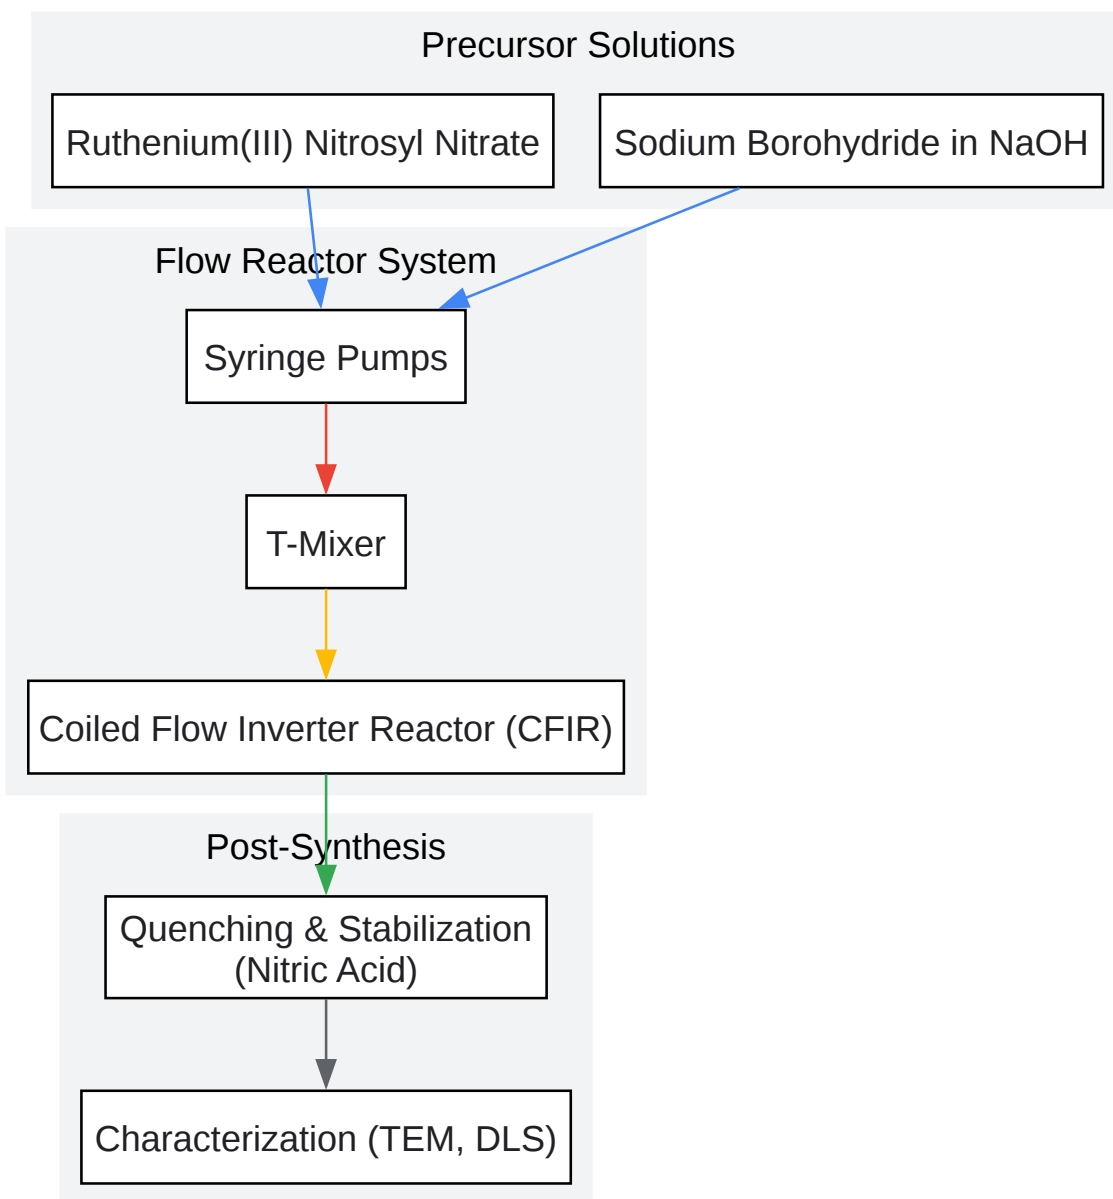 Precursor Solutions
Ruthenium(III) Nitrosyl Nitrate
Sodium Borohydride in NaOH
Flow Reactor System
Syringe Pumps
T-Mixer
Coiled Flow Inverter Reactor (CFIR)
Post-Synthesis
Quenching & Stabilization
(Nitric Acid)
Characterization (TEM, DLS)